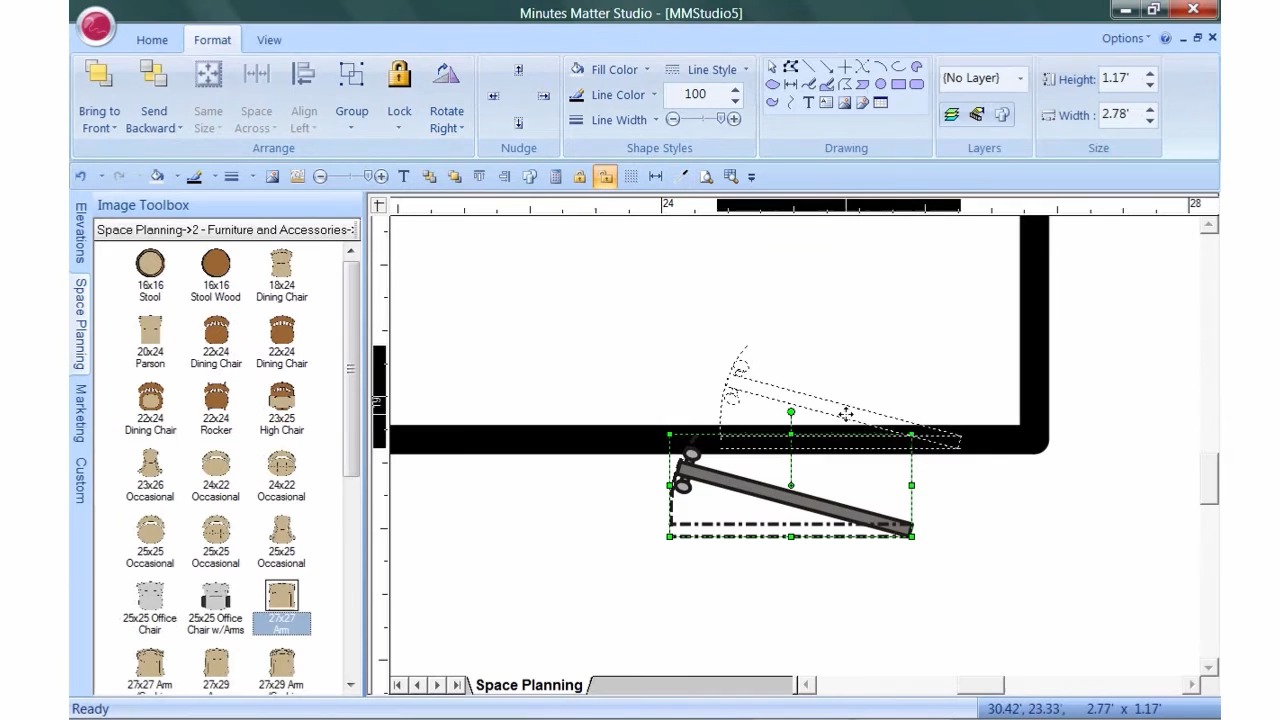 Minutes Matter Studio - [MMStudio5]
Home Format View Options
Bring to Front
Send Backward
Same Size
Space Across
Align Left
Group
Lock
Rotate Right
Arrange
Nudge
Fill Color Line Style
Line Color 100
Line Width
Shape Styles
Drawing
(No Layer)
Layers
Height: 1.17'
Width : 2.78'
Size
Image Toolbox
Space Planning->2 - Furniture and Accessories-
Elevations
Space Planning
Marketing
Custom
16x16 Stool
16x16 Stool Wood
18x24 Dining Chair
20x24 Parson
22x24 Dining Chair
22x24 Dining Chair
22x24 Dining Chair
22x24 Rocker
23x25 High Chair
23x26 Occasional
24x22 Occasional
24x22 Occasional
25x25 Occasional
25x25 Occasional
25x25 Occasional
25x25 Office Chair
25x25 Office Chair w/Arms
27x27 Arm
27x27 Arm
27x29
27x29 Arm
24 28
Space Planning
Ready 30.42', 23.33' 2.77' x 1.17'